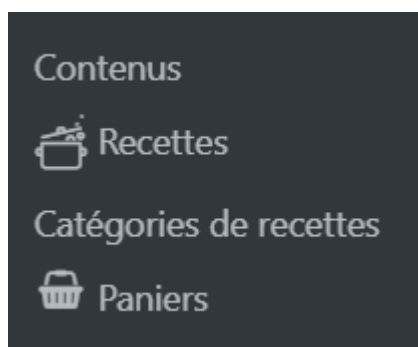 Contenus
Recettes
Catégories de recettes
Paniers